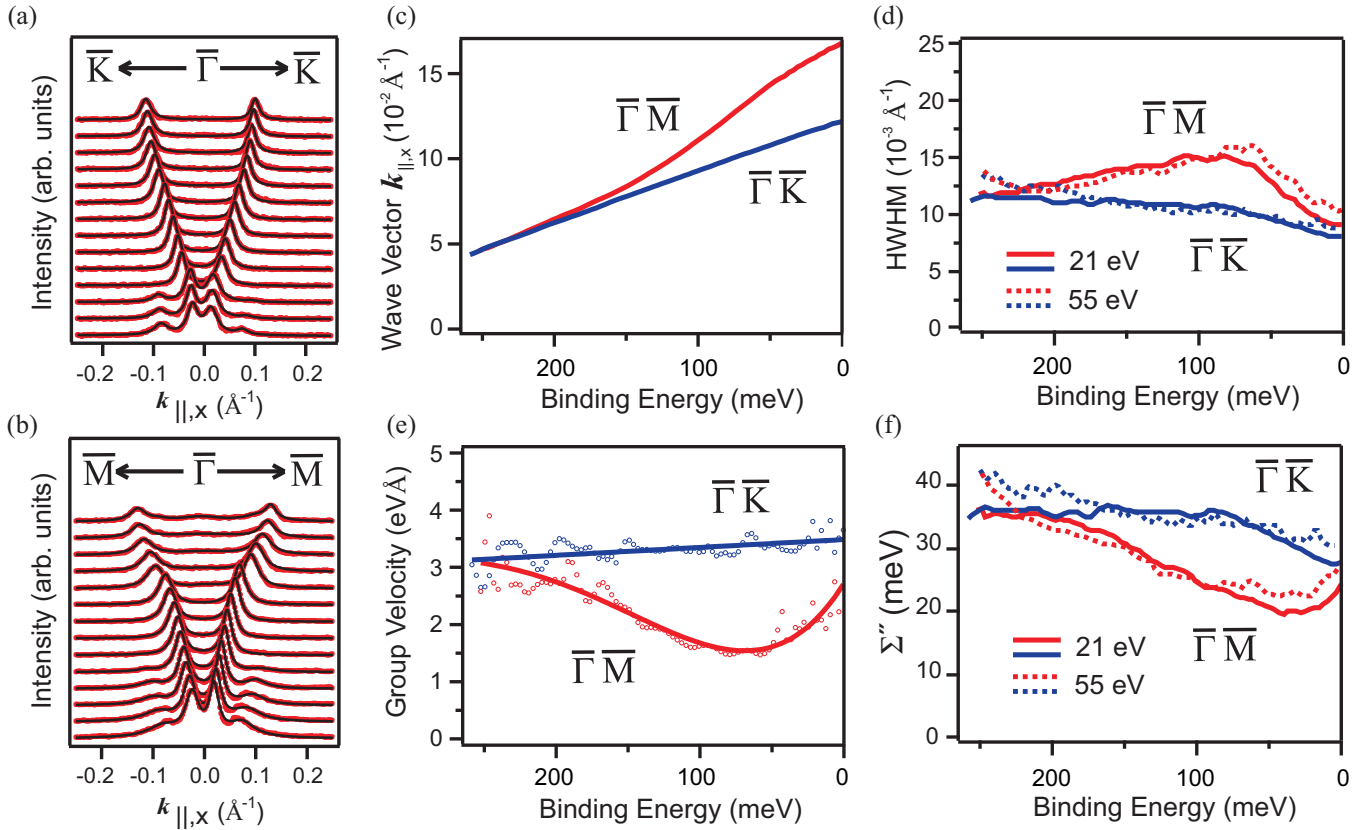 (a)
K̅ ← Γ̅ → K̅
Intensity (arb. units)
-0.2 -0.1 0.0 0.1 0.2
k||,x (Å⁻¹)
(b)
M̅ ← Γ̅ → M̅
Intensity (arb. units)
-0.2 -0.1 0.0 0.1 0.2
k||,x (Å⁻¹)
(c)
Wave Vector k||,x (10⁻² Å⁻¹)
15
10
5
0
Γ̅ M̅
Γ̅ K̅
200 100 0
Binding Energy (meV)
(e)
Group Velocity (eVÅ)
5
4
3
2
1
0
Γ̅ K̅
Γ̅ M̅
200 100 0
Binding Energy (meV)
(d)
HWHM (10⁻³ Å⁻¹)
25
20
15
10
5
0
Γ̅ M̅
Γ̅ K̅
21 eV
55 eV
200 100 0
Binding Energy (meV)
(f)
Σ″ (meV)
40
30
20
10
0
Γ̅ K̅
Γ̅ M̅
21 eV
55 eV
200 100 0
Binding Energy (meV)